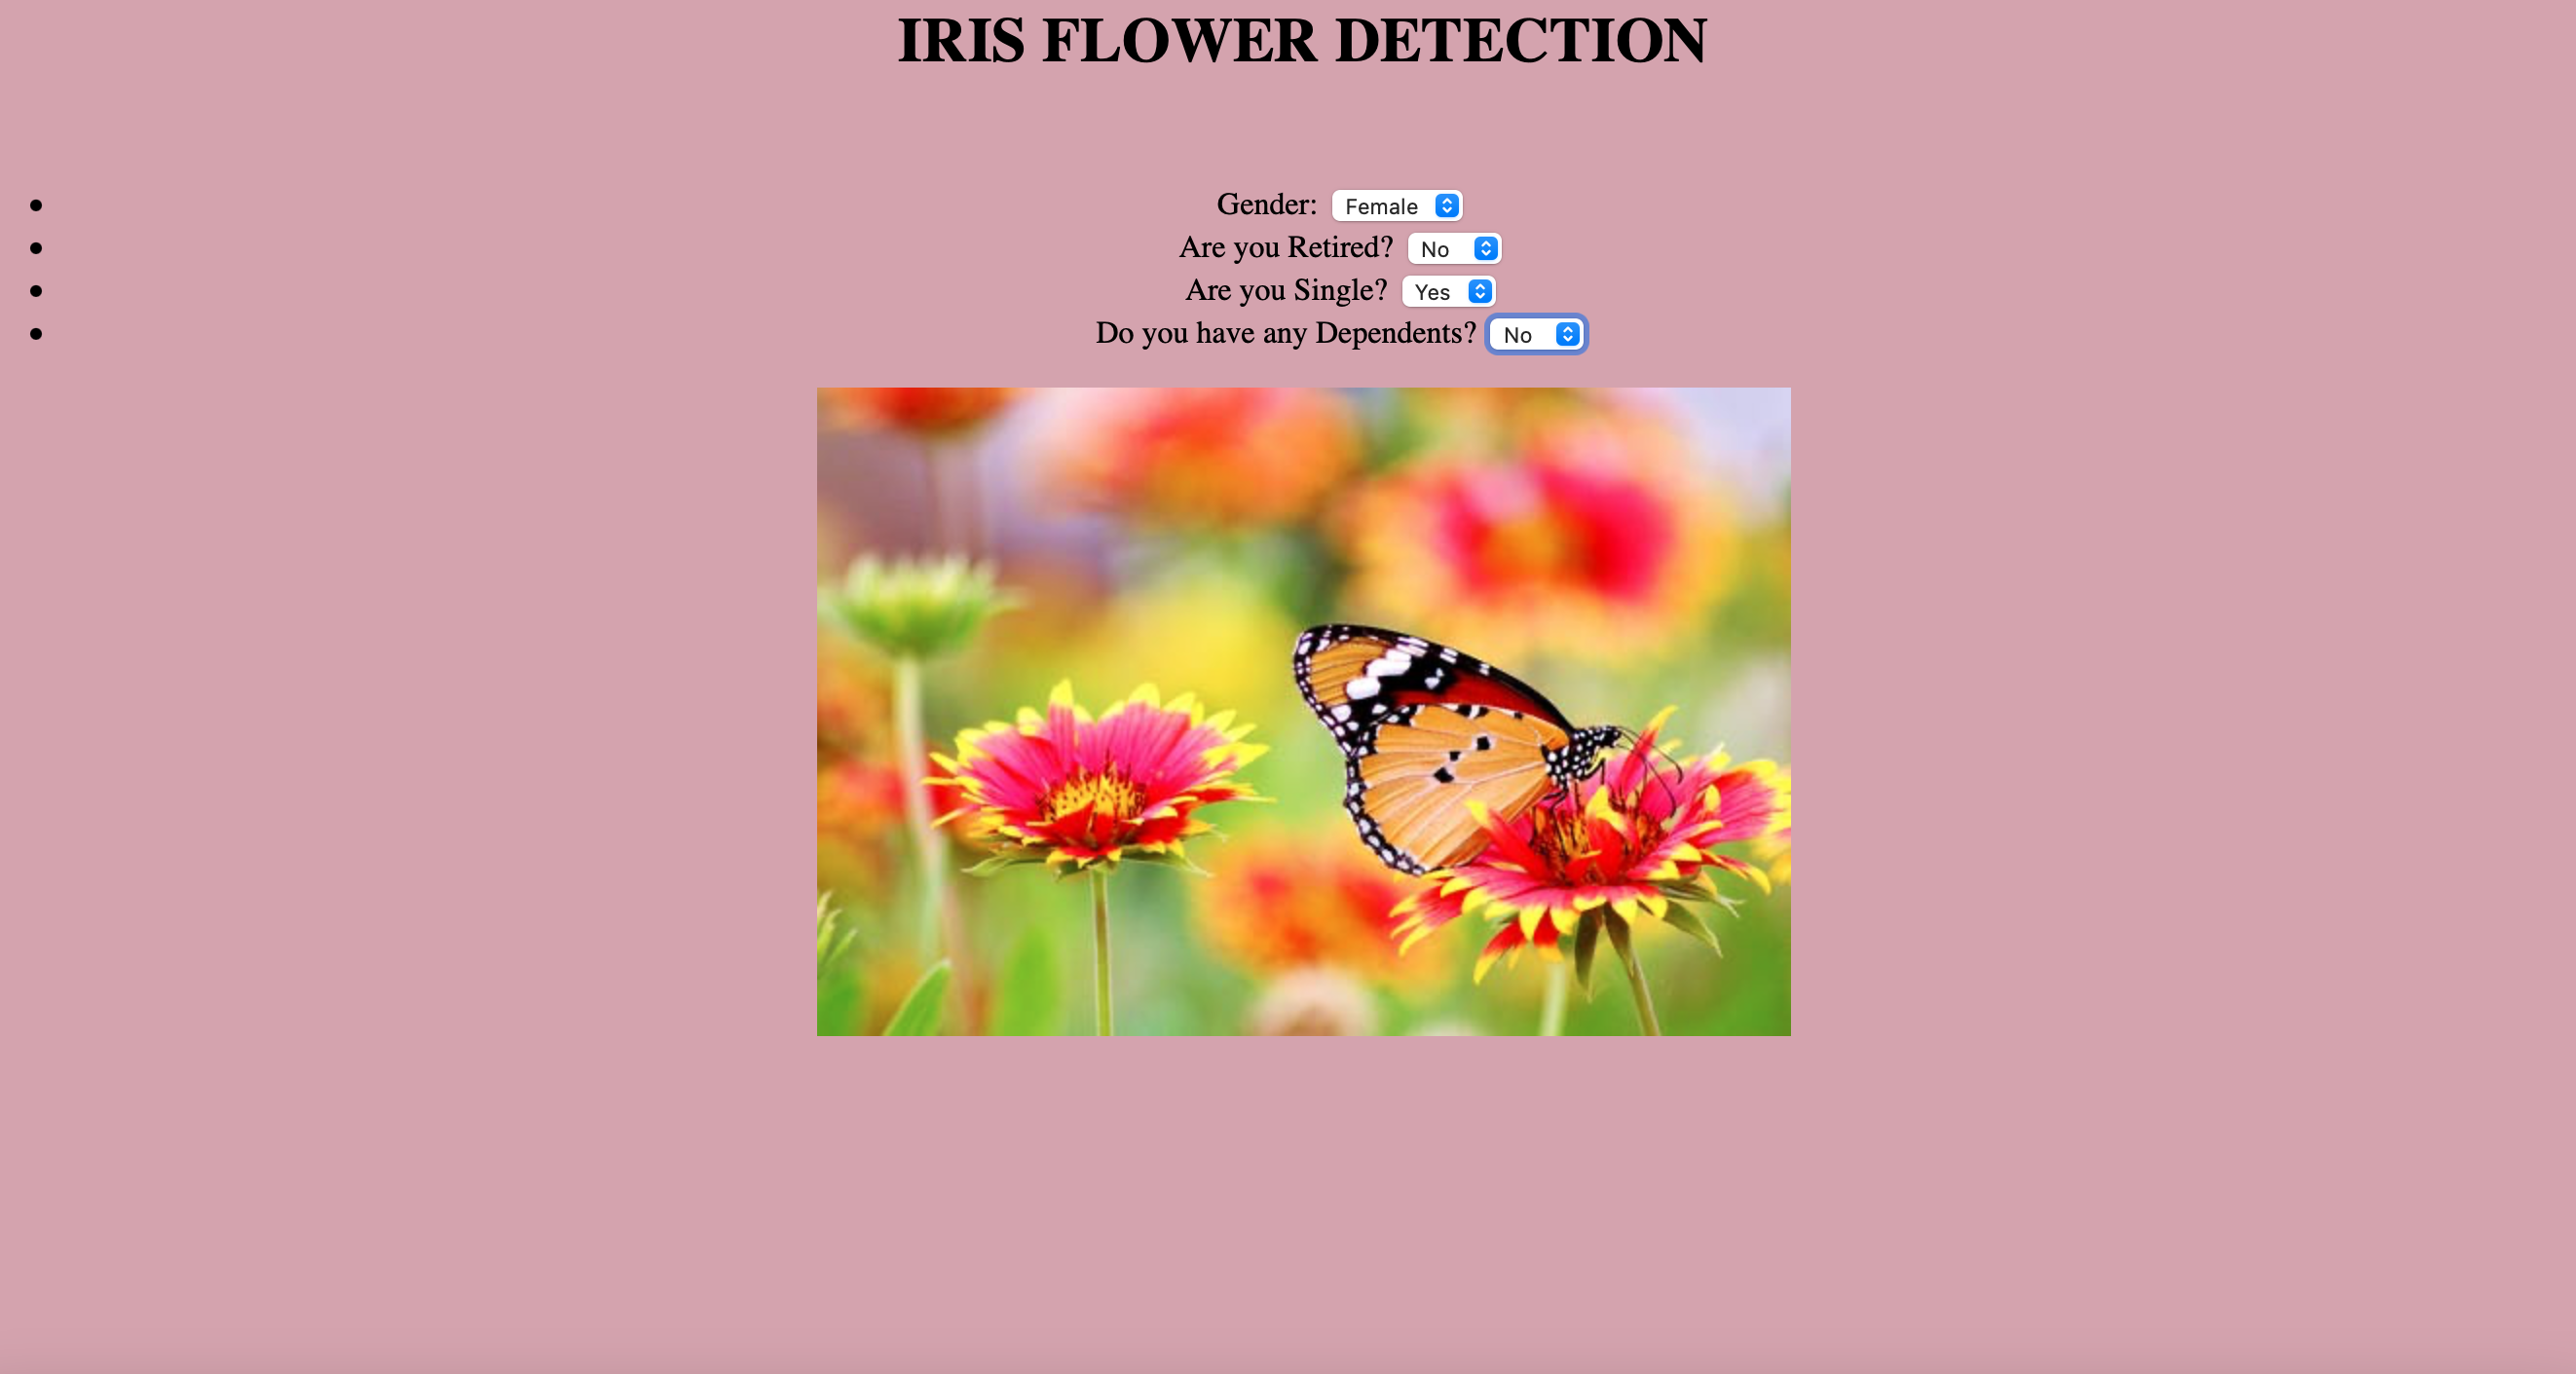 IRIS FLOWER DETECTION
Gender: Female
Are you Retired? No
Are you Single? Yes
Do you have any Dependents? No